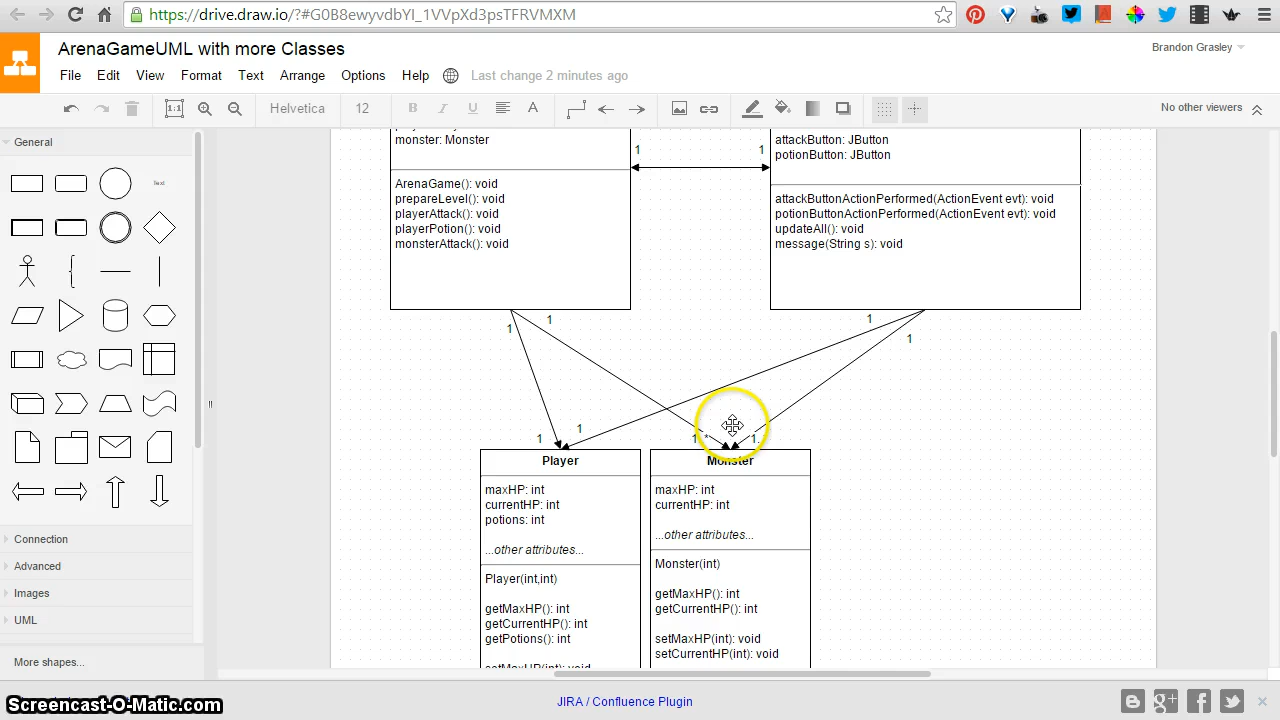 https://drive.draw.io/?#G0B8ewyvdbYI_1VVpXd3psTFRVMXM
ArenaGameUML with more Classes
Brandon Grasley
File Edit View Format Text Arrange Options Help Last change 2 minutes ago
1:1 Helvetica 12 B I U A
No other viewers
General
Text
Connection
Advanced
Images
UML
More shapes...
monster: Monster
ArenaGame(): void
prepareLevel(): void
playerAttack(): void
playerPotion(): void
monsterAttack(): void
1 1
attackButton: JButton
potionButton: JButton
attackButtonActionPerformed(ActionEvent evt): void
potionButtonActionPerformed(ActionEvent evt): void
updateAll(): void
message(String s): void
1 1
1 1
1 1
1 * 1
Player
maxHP: int
currentHP: int
potions: int
...other attributes...
Player(int,int)
getMaxHP(): int
getCurrentHP(): int
getPotions(): int
setMaxHP(int): void
Monster
maxHP: int
currentHP: int
...other attributes...
Monster(int)
getMaxHP(): int
getCurrentHP(): int
setMaxHP(int): void
setCurrentHP(int): void
Screencast-O-Matic.com
JIRA / Confluence Plugin